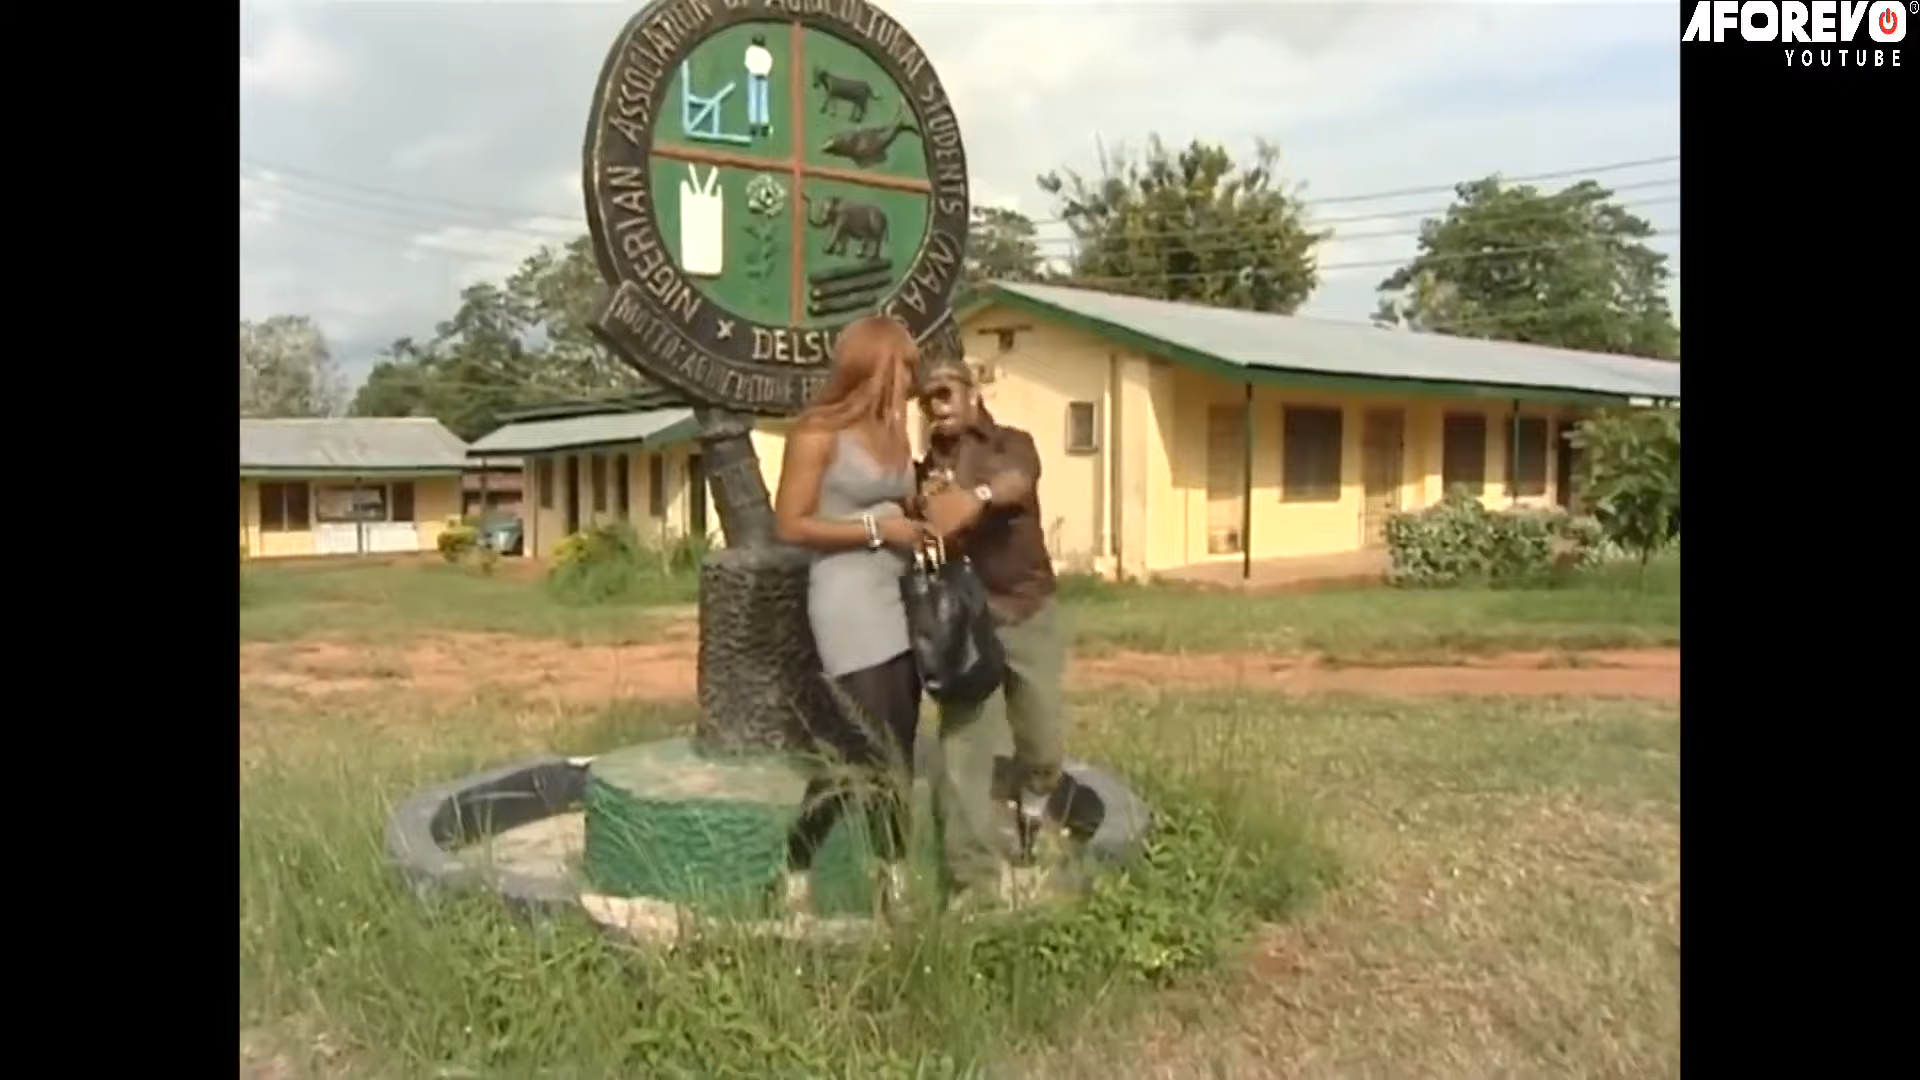 AFOREVO
YOUTUBE
NIGERIAN ASSOCIATION OF AGRICULTURAL STUDENTS (NAAS
DELSU
MOTTO: AGRICULTURE